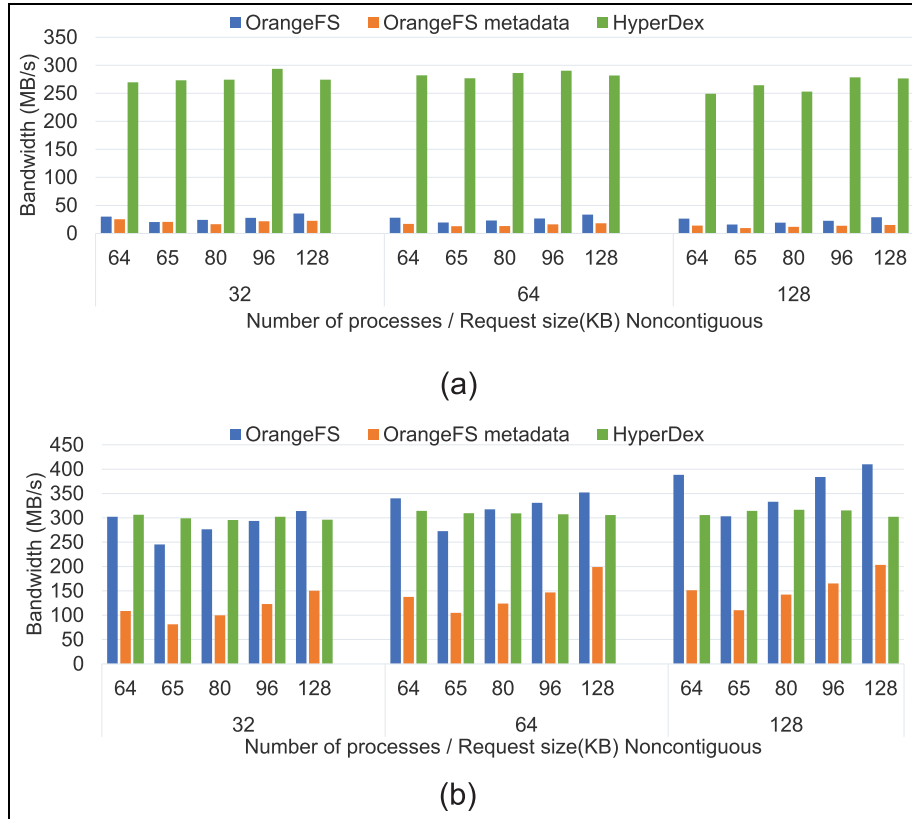 OrangeFS OrangeFS metadata HyperDex
Bandwidth (MB/s)
350
300
250
200
150
100
50
0
64 65 80 96 128 64 65 80 96 128 64 65 80 96 128
32 64 128
Number of processes / Request size(KB) Noncontiguous
(a)
OrangeFS OrangeFS metadata HyperDex
Bandwidth (MB/s)
450
400
350
300
250
200
150
100
50
0
64 65 80 96 128 64 65 80 96 128 64 65 80 96 128
32 64 128
Number of processes / Request size(KB) Noncontiguous
(b)